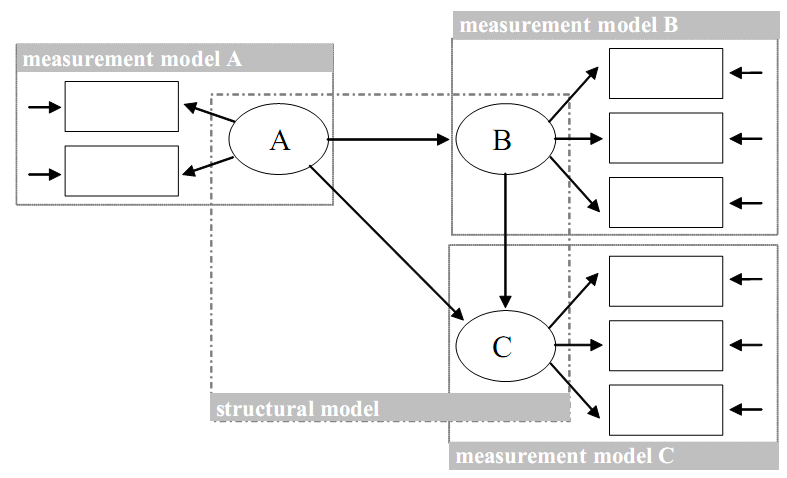 measurement model B
measurement model A
A
B
C
structural model
measurement model C